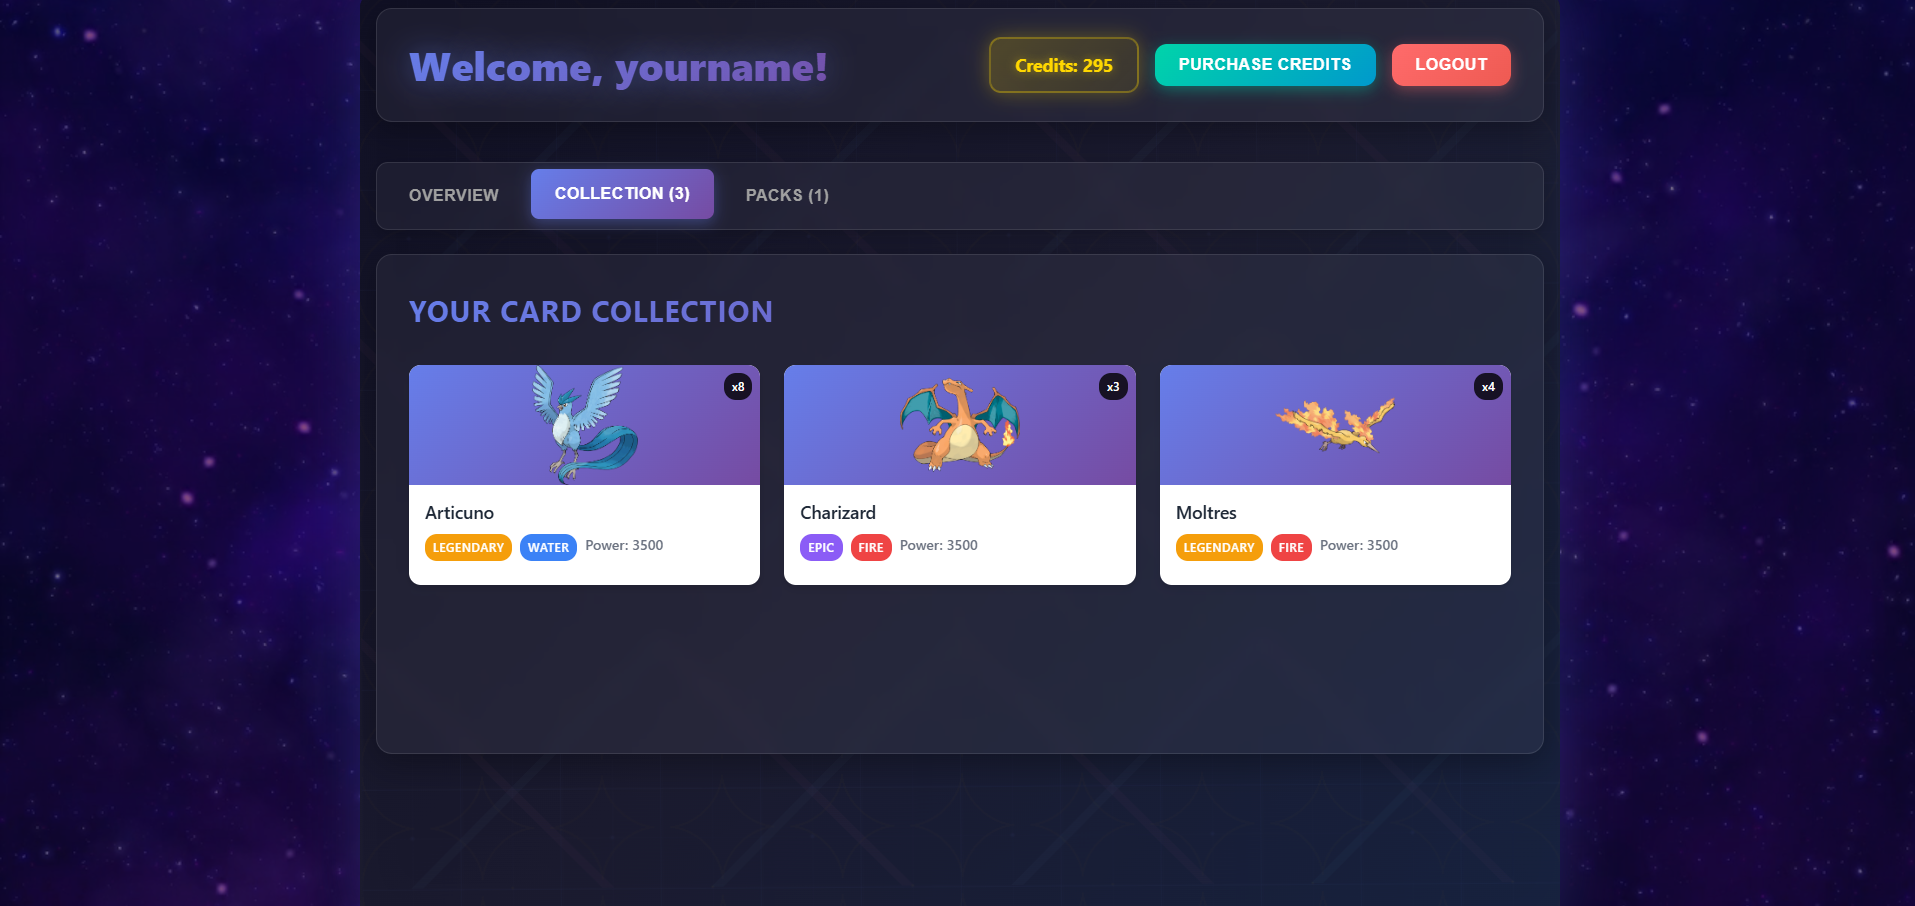 Welcome, yourname!
Credits: 295
PURCHASE CREDITS
LOGOUT
OVERVIEW
COLLECTION (3)
PACKS (1)
YOUR CARD COLLECTION
x8
Articuno
LEGENDARY WATER Power: 3500
x3
Charizard
EPIC FIRE Power: 3500
x4
Moltres
LEGENDARY FIRE Power: 3500